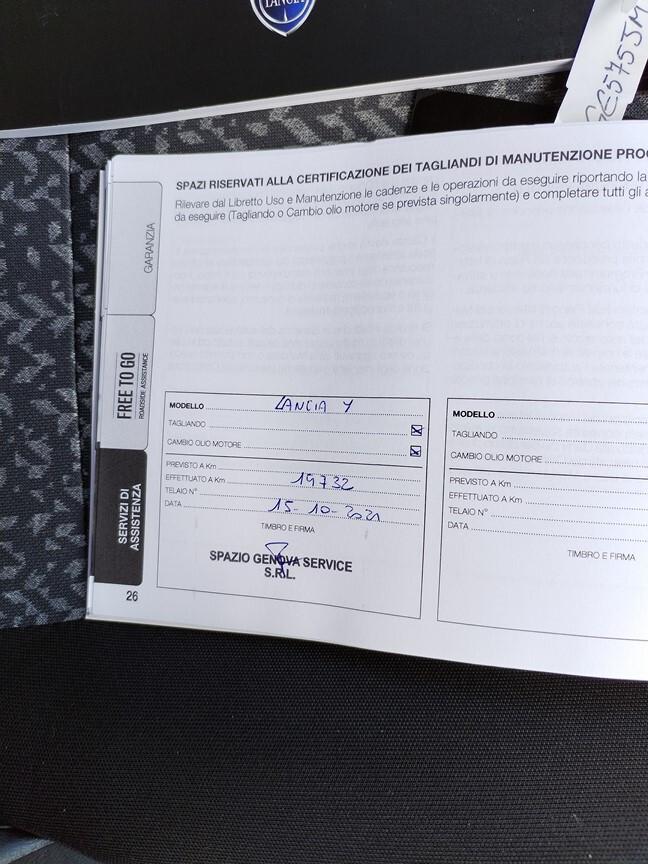 LANCIA
GE575JM
SPAZI RISERVATI ALLA CERTIFICAZIONE DEI TAGLIANDI DI MANUTENZIONE PROG
Rilevare dal Libretto Uso e Manutenzione le cadenze e le operazioni da eseguire riportando la
da eseguire (Tagliando o Cambio olio motore se prevista singolarmente) e completare tutti gli a
GARANZIA
FREE TO GO
ROADSIDE ASSISTANCE
SERVIZI DI
ASSISTENZA
MODELLO LANCIA Y
TAGLIANDO
CAMBIO OLIO MOTORE
PREVISTO A Km
EFFETTUATO A Km 19732
TELAIO N°
DATA 15-10-2021
TIMBRO E FIRMA
SPAZIO GENOVA SERVICE
S.R.L.
MODELLO
TAGLIANDO
CAMBIO OLIO MOTORE
PREVISTO A Km
EFFETTUATO A Km
TELAIO N°
DATA
TIMBRO E FIRMA
26